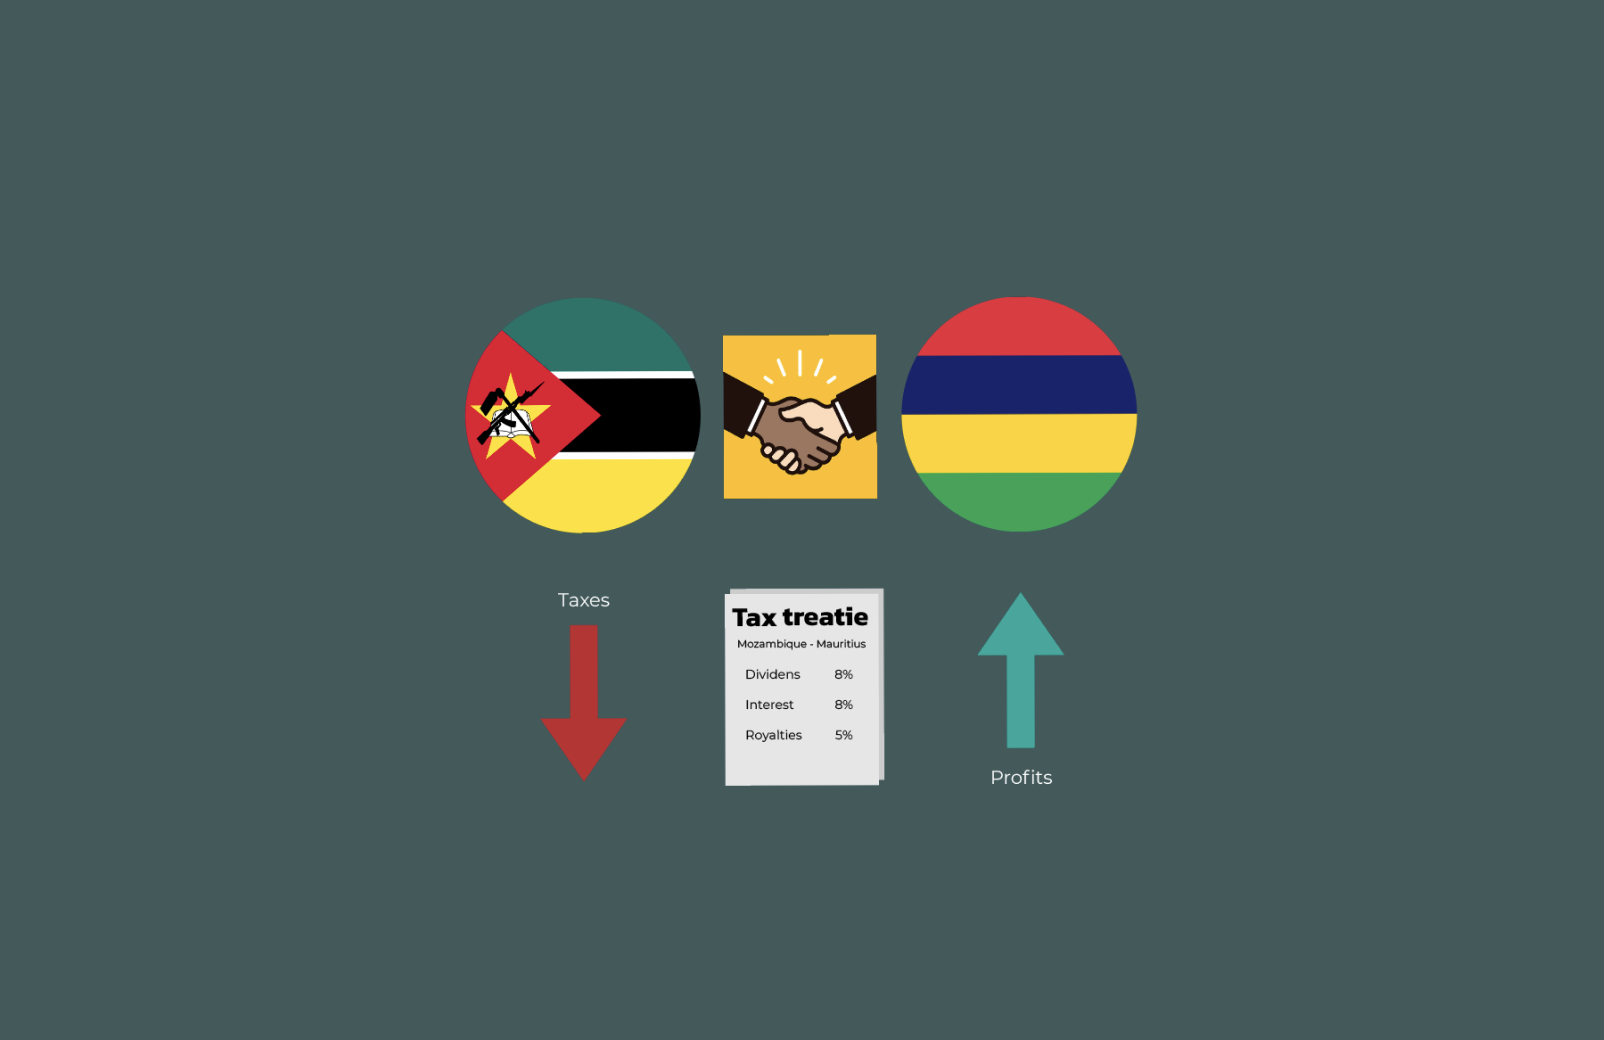 Taxes
Tax treatie
Mozambique - Mauritius
Dividens 8%
Interest 8%
Royalties 5%
Profits